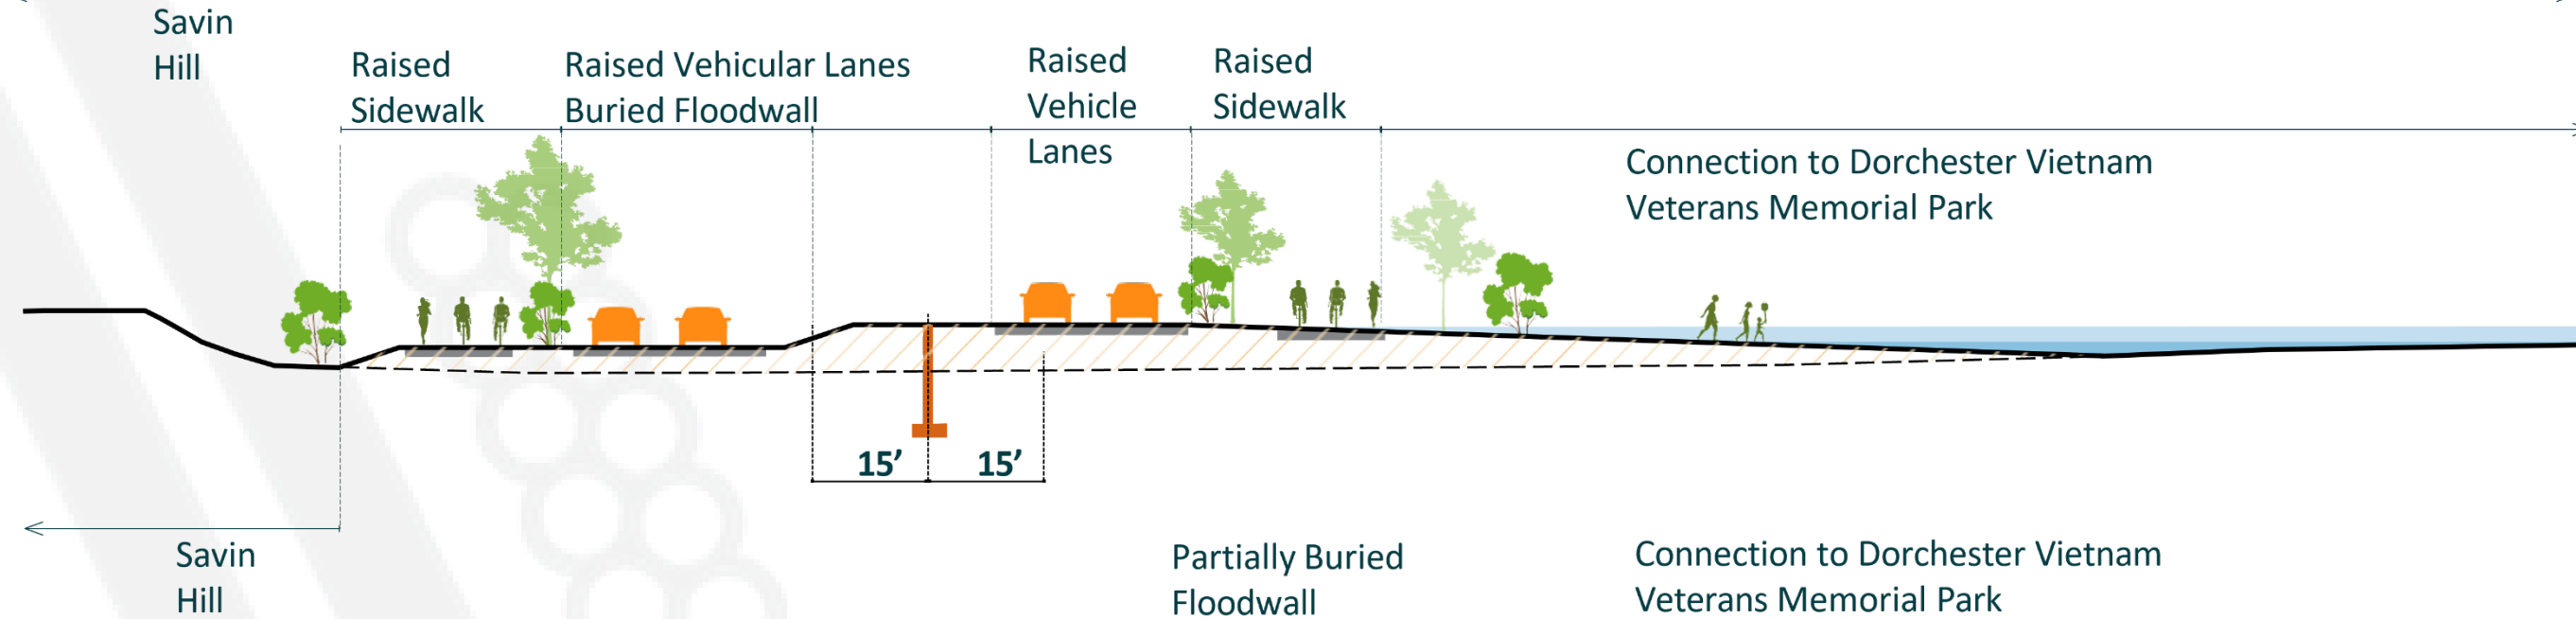 Savin
Hill
Raised
Sidewalk
Raised Vehicular Lanes
Buried Floodwall
Raised
Vehicle
Lanes
Raised
Sidewalk
Connection to Dorchester Vietnam
Veterans Memorial Park
15’
15’
Savin
Hill
Partially Buried
Floodwall
Connection to Dorchester Vietnam
Veterans Memorial Park